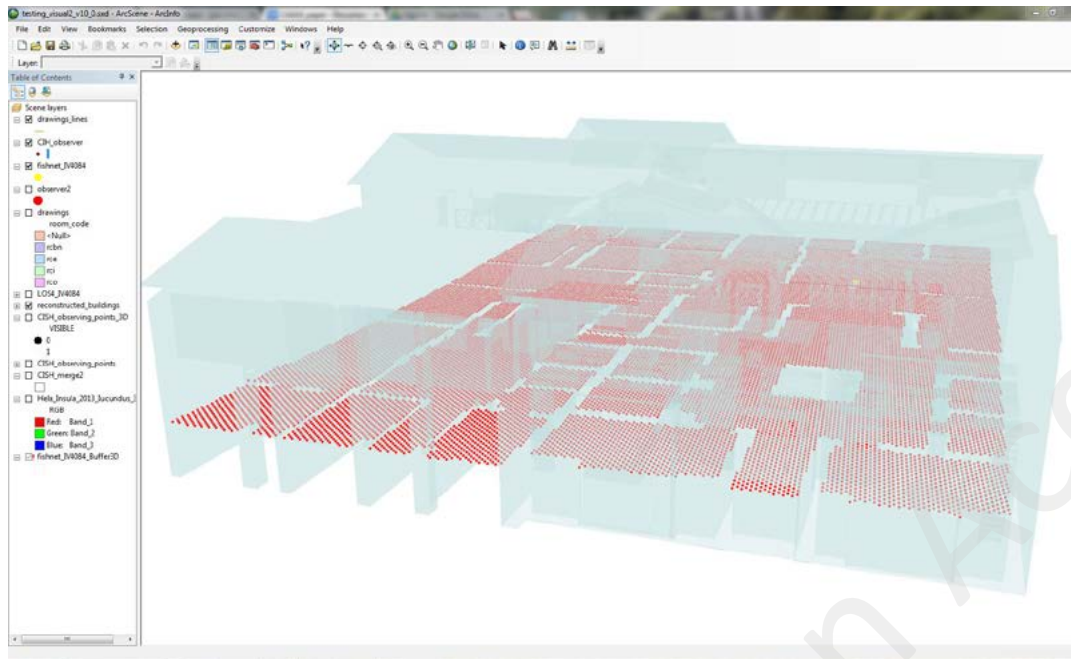 testing_visual2_v10_0.sxd - ArcScene - ArcInfo
File Edit View Bookmarks Selection Geoprocessing Customize Windows Help
Layer:
Table of Contents
Scene layers
drawings_lines
CIH_observer
fishnet_IV4084
observer2
drawings
room_code
<Null>
rcbn
rce
rci
rco
LOS4_IV4084
reconstructed_buildings
CISH_observing_points_3D
VISIBLE
0
1
CISH_observing_points
CISH_merge2
RGB
Red: Band_1
Green: Band_2
Blue: Band_3
fishnet_IV4084_Buffer3D